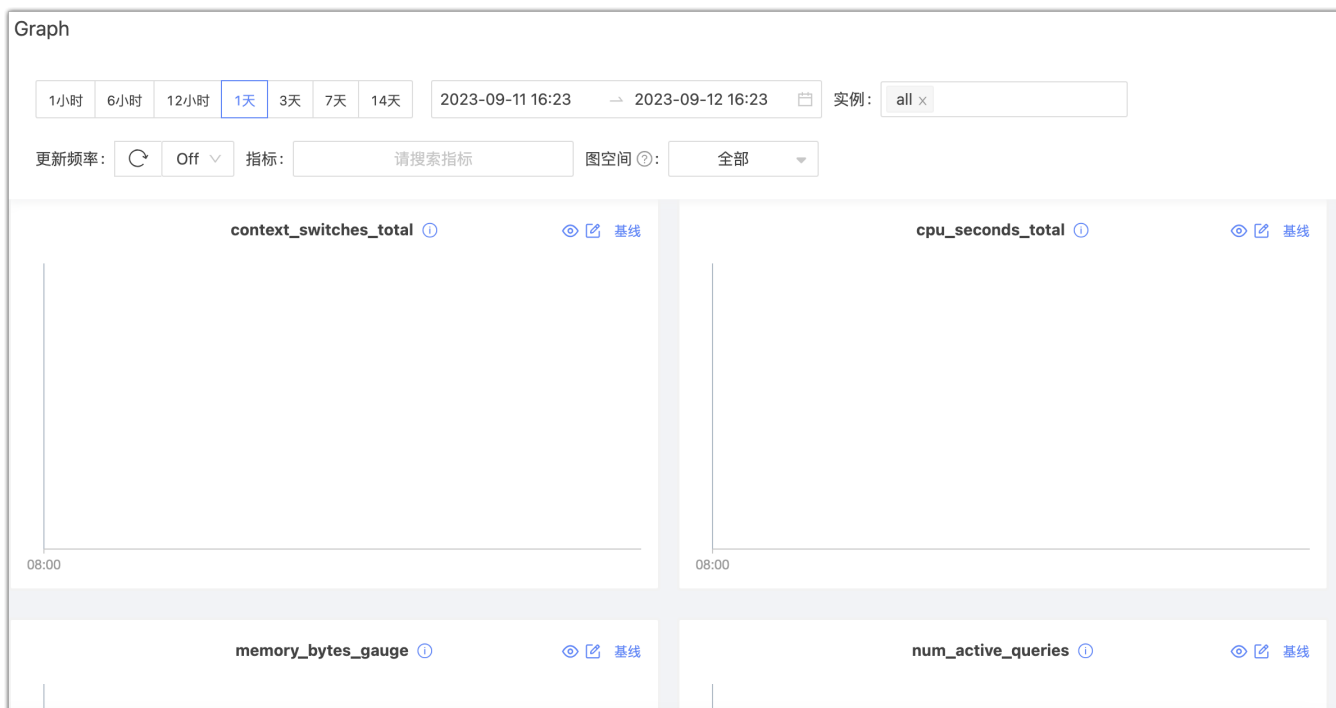 Graph
1小时 6小时 12小时 1天 3天 7天 14天 2023-09-11 16:23 → 2023-09-12 16:23 实例: all ×
更新频率: Off 指标: 请搜索指标 图空间 ? : 全部
context_switches_total 基线 cpu_seconds_total 基线
08:00 08:00
memory_bytes_gauge 基线 num_active_queries 基线